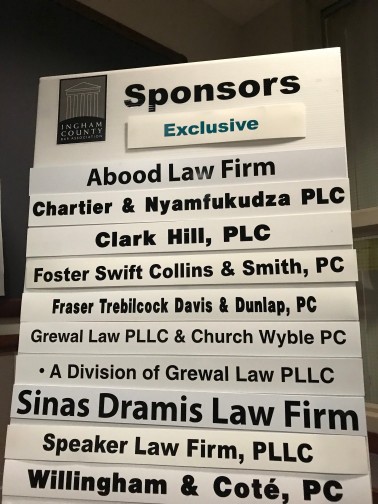 Sponsors
INGHAM
COUNTY
BAR ASSOCIATION
Exclusive
Abood Law Firm
Chartier & Nyamfukudza PLC
Clark Hill, PLC
Foster Swift Collins & Smith, PC
Fraser Trebilcock Davis & Dunlap, PC
Grewal Law PLLC & Church Wyble PC
• A Division of Grewal Law PLLC
Sinas Dramis Law Firm
Speaker Law Firm, PLLC
Willingham & Coté, PC